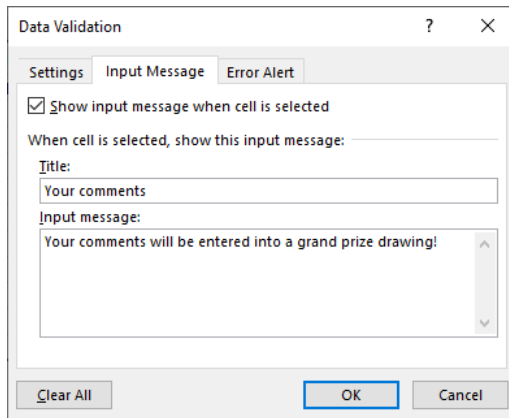 Data Validation ? X
Settings Input Message Error Alert
Show input message when cell is selected
When cell is selected, show this input message:
Title:
Your comments
Input message:
Your comments will be entered into a grand prize drawing!
Clear All OK Cancel